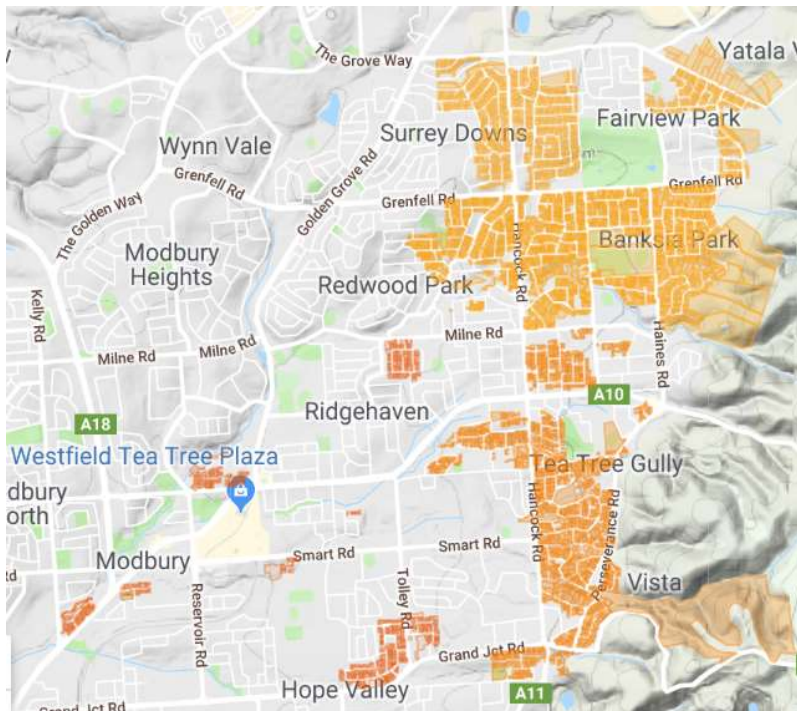 The Grove Way
Yatala V
Fairview Park
Surrey Downs
Wynn Vale
Grenfell Rd
Golden Grove Rd
Grenfell Rd
Grenfell Rd
The Golden Way
Hancock Rd
Banksia Park
Modbury
Heights
Redwood Park
Kelly Rd
Milne Rd
Milne Rd
Milne Rd
Haines Rd
A10
Ridgehaven
A18
Westfield Tea Tree Plaza
Tea Tree Gully
dbury
orth
Hancock Rd
Perseverance Rd
Smart Rd
Smart Rd
Modbury
Vista
Reservoir Rd
Tolley Rd
Grand Jct Rd
Hope Valley
A11
Grand Jct Rd